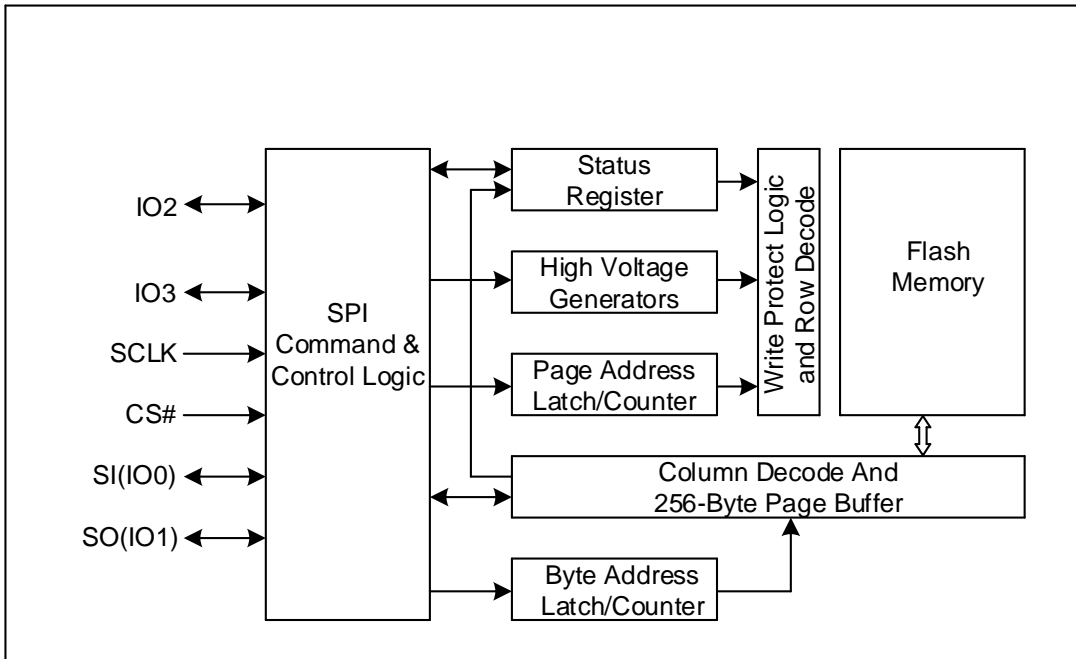 IO2
IO3
SCLK
CS#
SI(IO0)
SO(IO1)
SPI
Command &
Control Logic
Status
Register
High Voltage
Generators
Page Address
Latch/Counter
Write Protect Logic
and Row Decode
Flash
Memory
Column Decode And
256-Byte Page Buffer
Byte Address
Latch/Counter